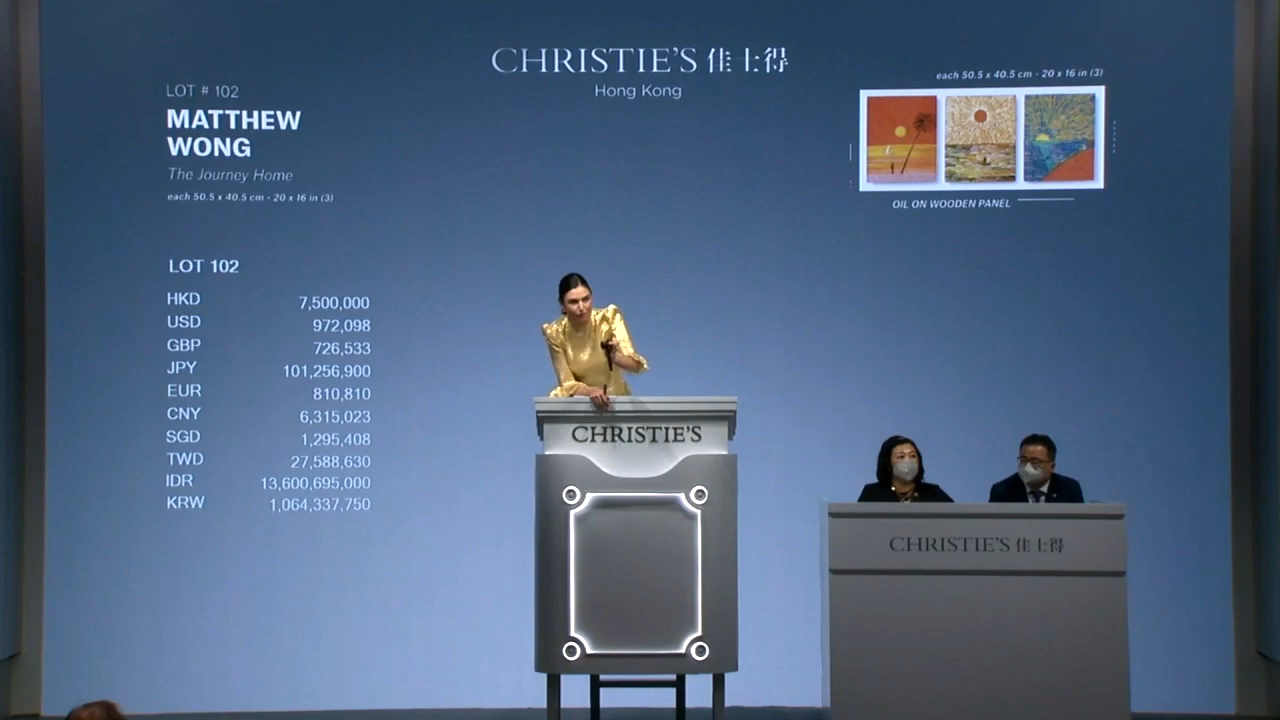 CHRISTIE'S 佳士得
Hong Kong
LOT # 102
MATTHEW
WONG
The Journey Home
each 50.5 x 40.5 cm - 20 x 16 in (3)
each 50.5 x 40.5 cm - 20 x 16 in (3)
OIL ON WOODEN PANEL
LOT 102
HKD 7,500,000
USD 972,098
GBP 726,533
JPY 101,256,900
EUR 810,810
CNY 6,315,023
SGD 1,295,408
TWD 27,588,630
IDR 13,600,695,000
KRW 1,064,337,750
CHRISTIE'S
CHRISTIE'S 佳士得